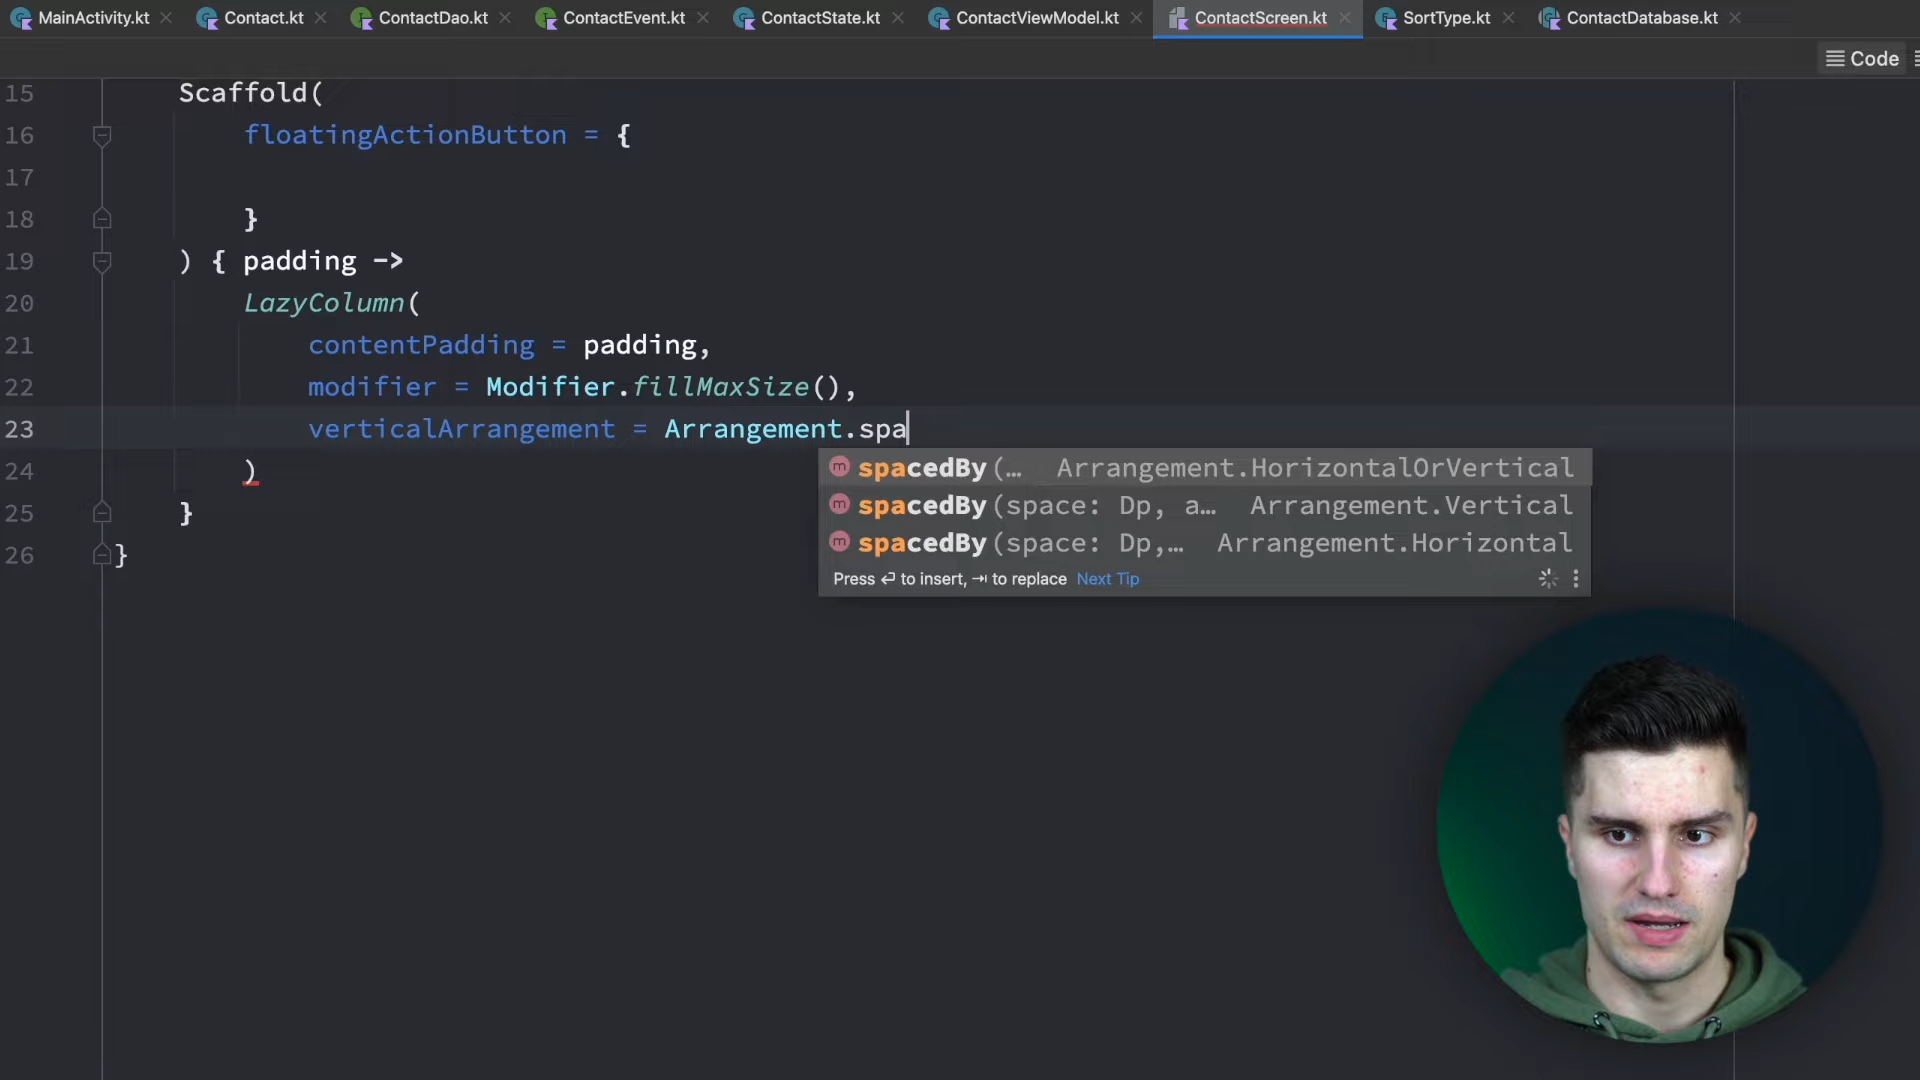 MainActivity.kt Contact.kt ContactDao.kt ContactEvent.kt ContactState.kt ContactViewModel.kt ContactScreen.kt SortType.kt ContactDatabase.kt
Code
15 Scaffold(
16 floatingActionButton = {
17
18 }
19 ) { padding ->
20 LazyColumn(
21 contentPadding = padding,
22 modifier = Modifier.fillMaxSize(),
23 verticalArrangement = Arrangement.spa
24 )
25 }
26 }
m spacedBy(… Arrangement.HorizontalOrVertical
m spacedBy(space: Dp, a… Arrangement.Vertical
m spacedBy(space: Dp,… Arrangement.Horizontal
Press ⏎ to insert, ⇥ to replace Next Tip